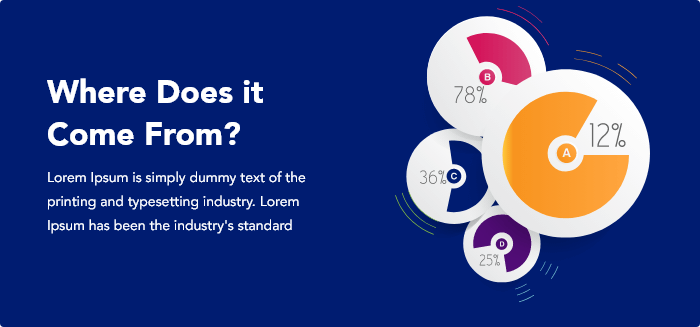 Where Does it
Come From?
Lorem Ipsum is simply dummy text of the
printing and typesetting industry. Lorem
Ipsum has been the industry's standard
B
78%
12%
A
36%
C
D
25%